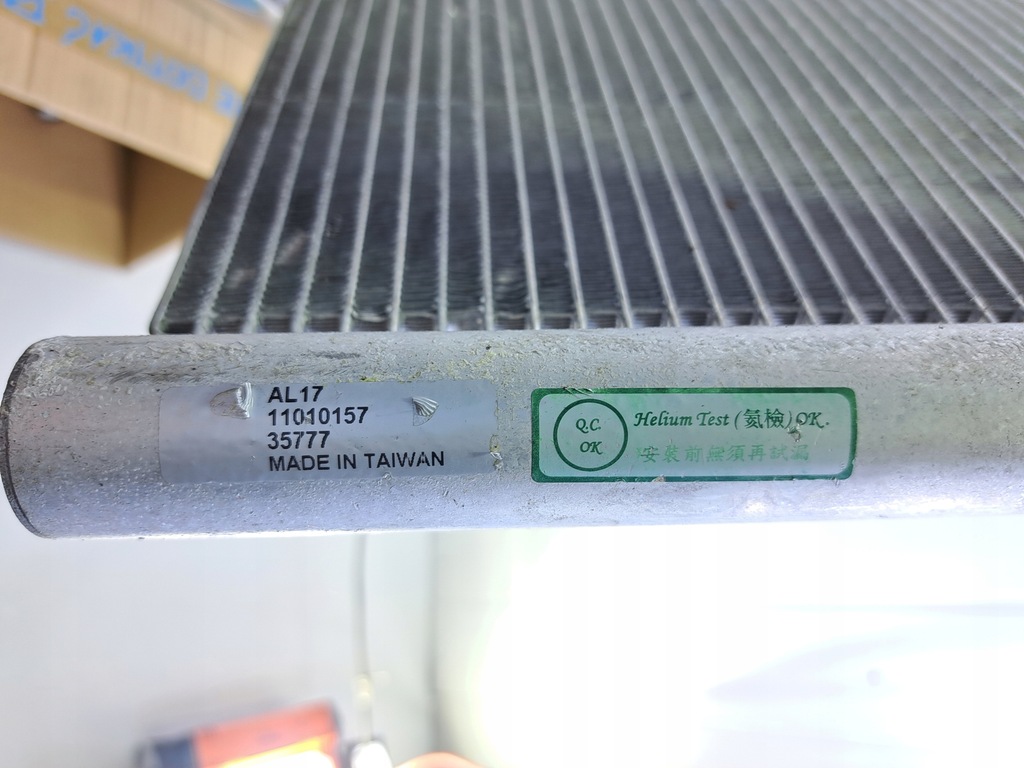 AL17
11010157
35777
MADE IN TAIWAN
Q.C.
OK
Helium Test (氦檢) OK.
安裝前無須再試漏